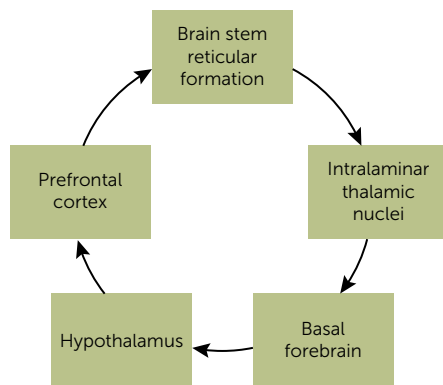 Brain stem
reticular
formation
Intralaminar
thalamic
nuclei
Basal
forebrain
Hypothalamus
Prefrontal
cortex